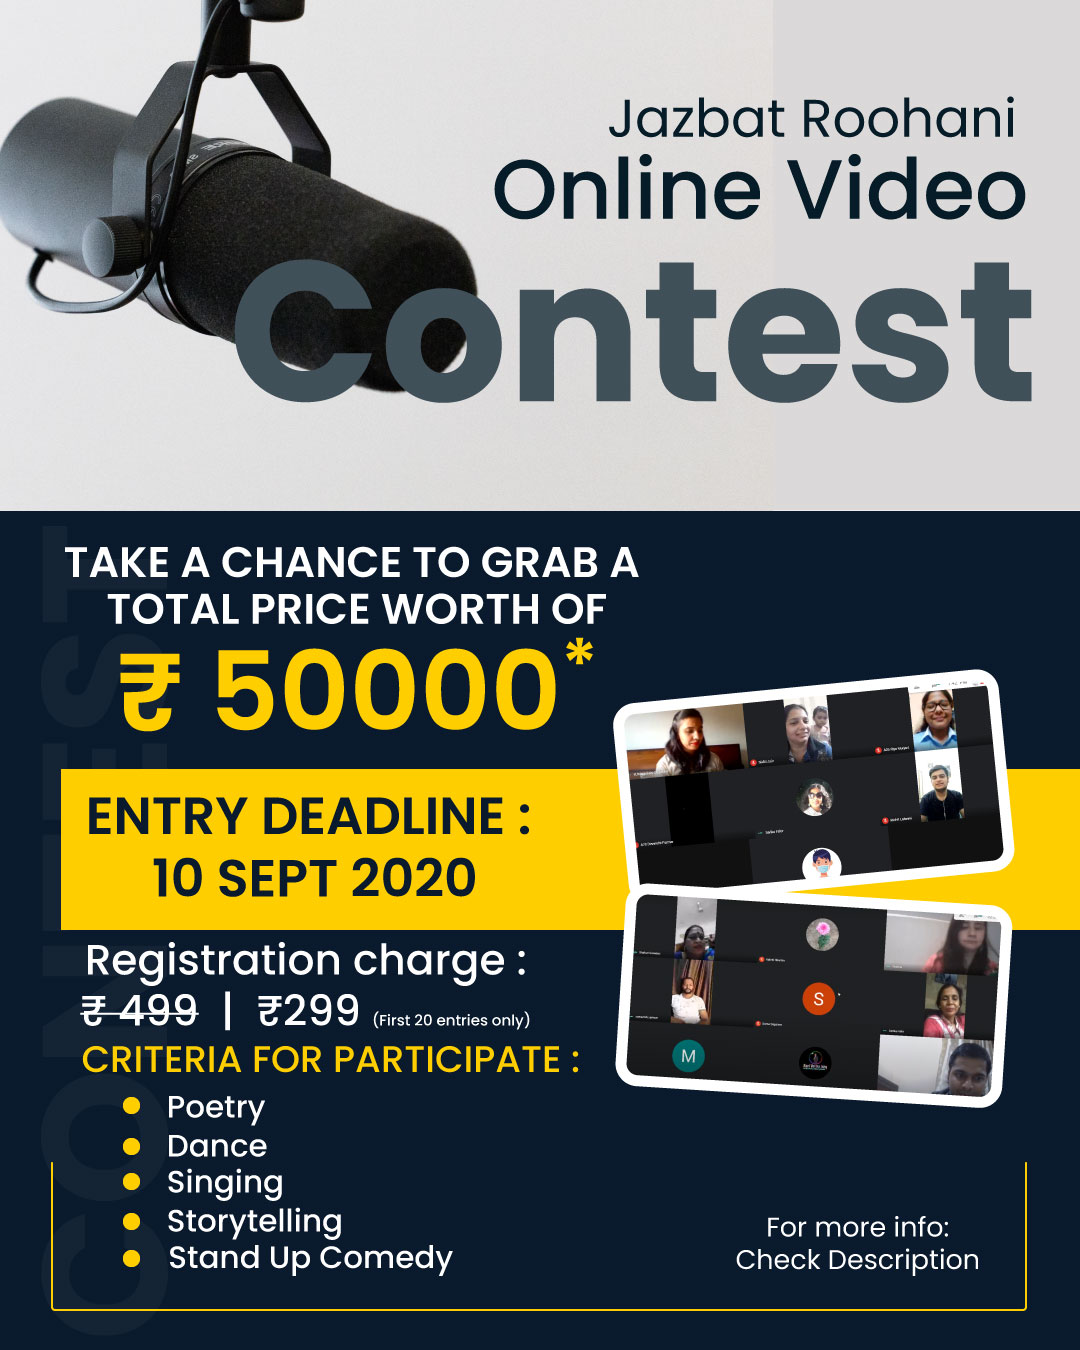 Jazbat Roohani
Online Video
Contest
TAKE A CHANCE TO GRAB A
TOTAL PRICE WORTH OF
₹ 50000*
ENTRY DEADLINE :
10 SEPT 2020
Registration charge :
₹ 499 | ₹299 (First 20 entries only)
CRITERIA FOR PARTICIPATE :
Poetry
Dance
Singing
Storytelling
Stand Up Comedy
For more info:
Check Description
CONTEST
S
M